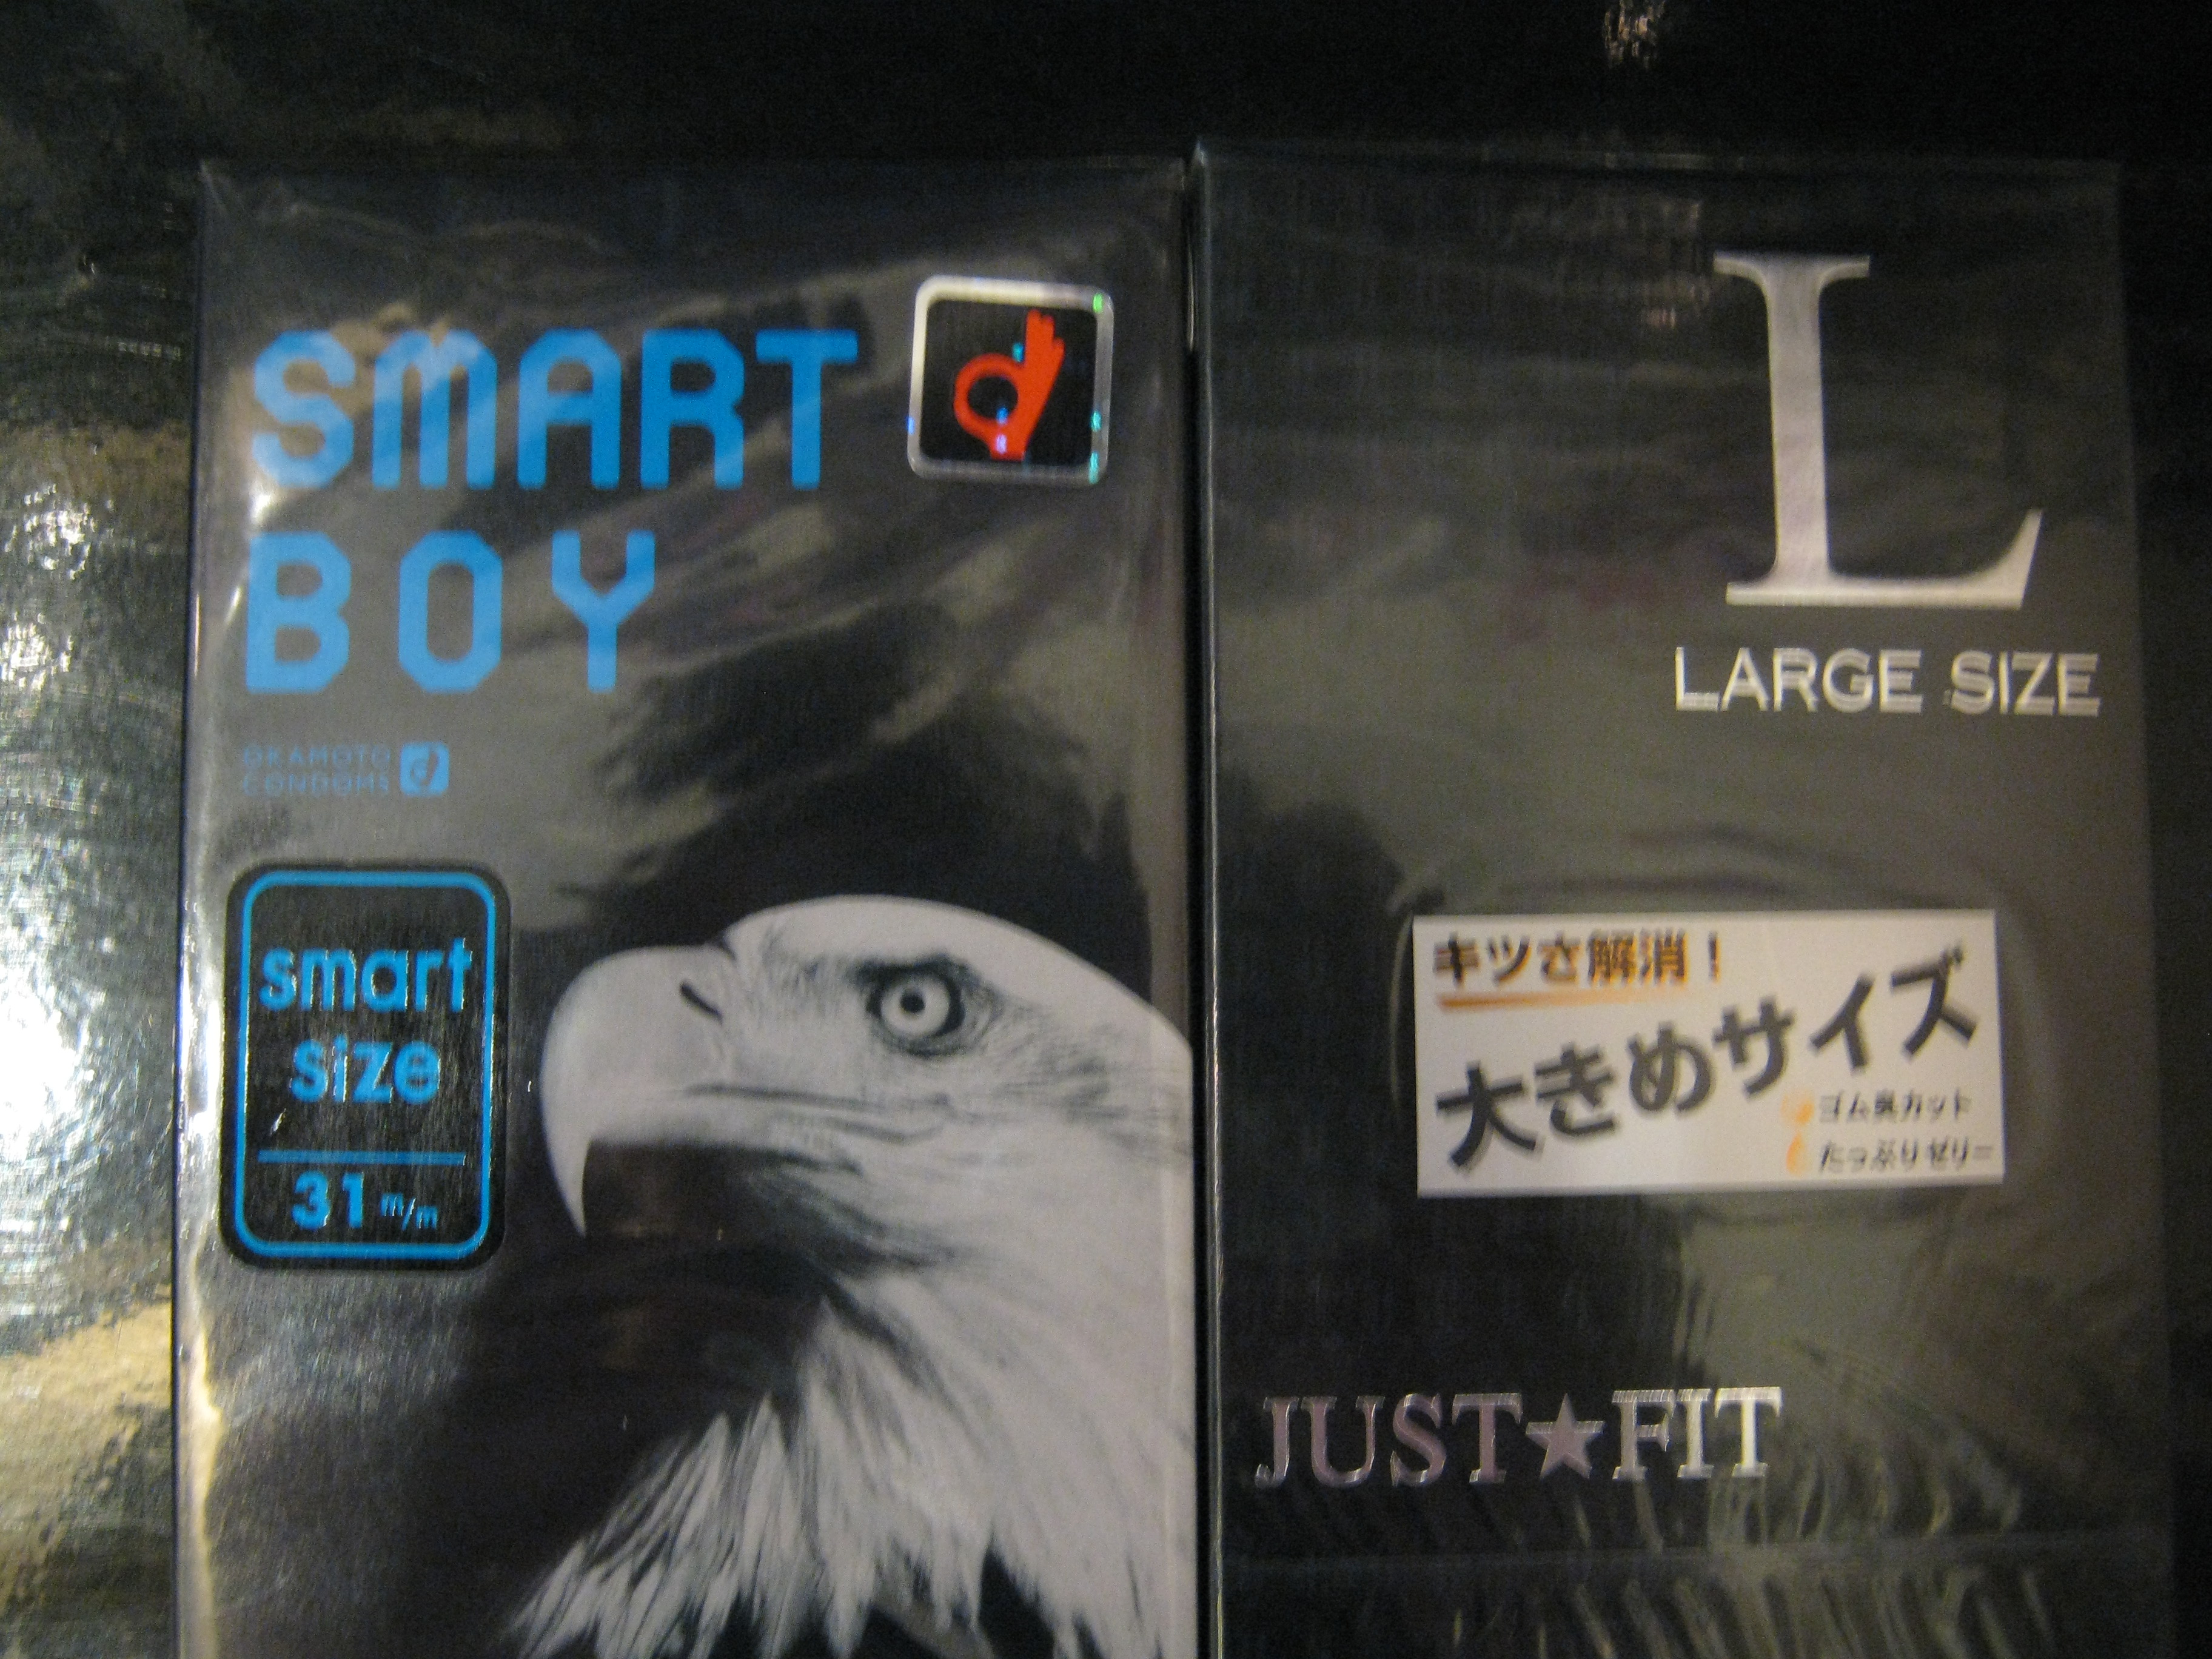 SMART
BOY
OKAMOTO
CONDOMS
smart
size
31 m/m
L
LARGE SIZE
キツさ解消！
大きめサイズ
ゴム臭カット
たっぷりゼリー
JUST★FIT